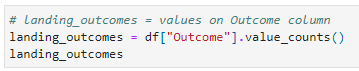 # landing_outcomes = values on Outcome column
landing_outcomes = df["Outcome"].value_counts()
landing_outcomes